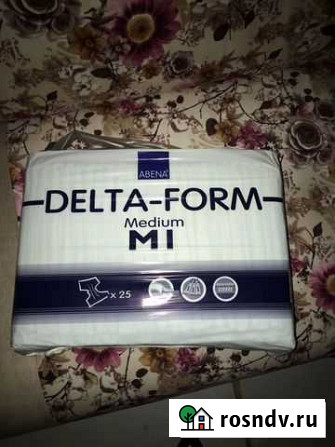 ABENA®
DELTA-FORM
Medium
M1
x 25
rosndv.ru